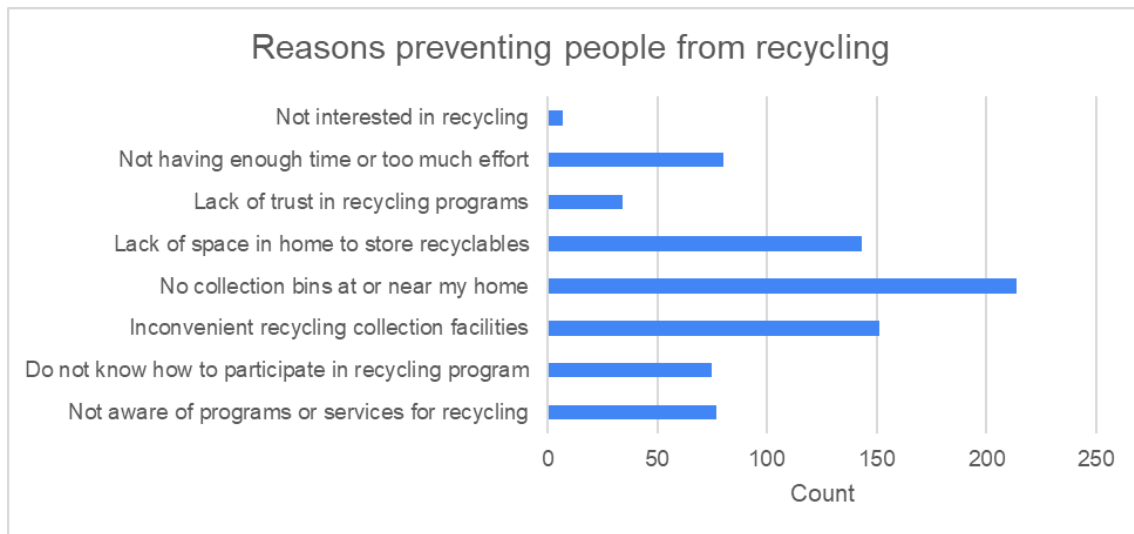 Reasons preventing people from recycling
Not interested in recycling
Not having enough time or too much effort
Lack of trust in recycling programs
Lack of space in home to store recyclables
No collection bins at or near my home
Inconvenient recycling collection facilities
Do not know how to participate in recycling program
Not aware of programs or services for recycling
0 50 100 150 200 250
Count